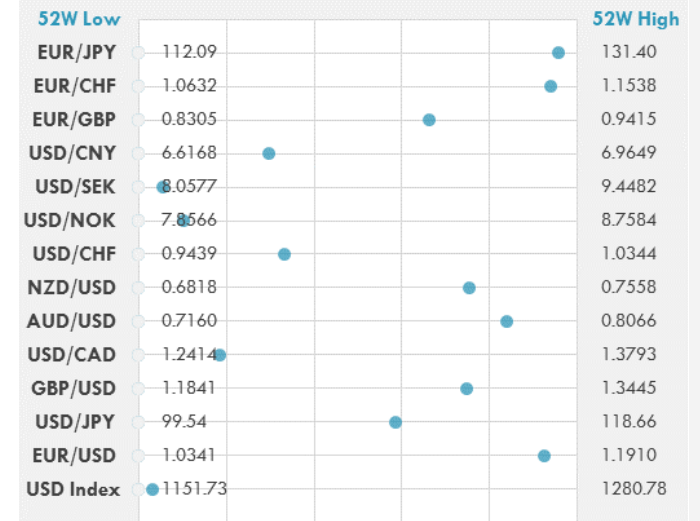 52W Low 52W High
EUR/JPY 112.09 131.40
EUR/CHF 1.0632 1.1538
EUR/GBP 0.8305 0.9415
USD/CNY 6.6168 6.9649
USD/SEK 8.0577 9.4482
USD/NOK 7.8566 8.7584
USD/CHF 0.9439 1.0344
NZD/USD 0.6818 0.7558
AUD/USD 0.7160 0.8066
USD/CAD 1.2414 1.3793
GBP/USD 1.1841 1.3445
USD/JPY 99.54 118.66
EUR/USD 1.0341 1.1910
USD Index 1151.73 1280.78